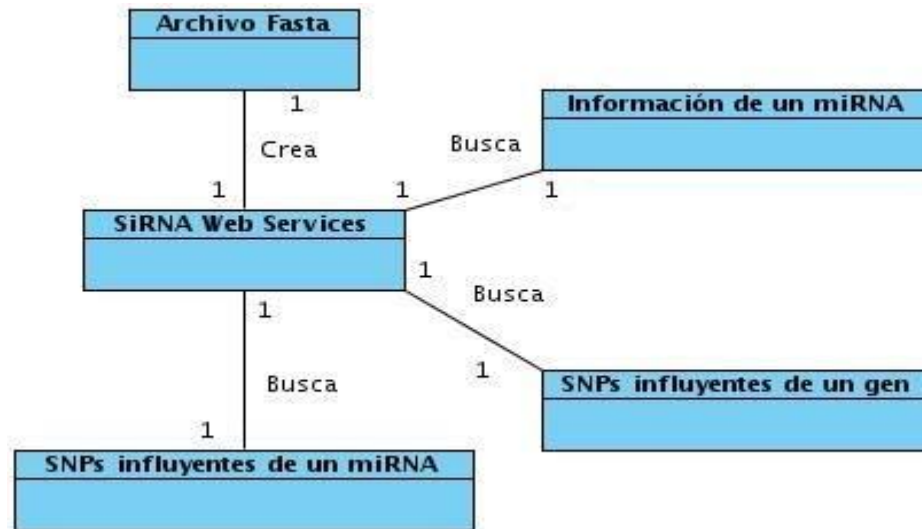 Archivo Fasta
1
Crea
1
Información de un miRNA
Busca
1
1
SiRNA Web Services
1
Busca
1
SNPs influyentes de un gen
1
Busca
1
SNPs influyentes de un miRNA